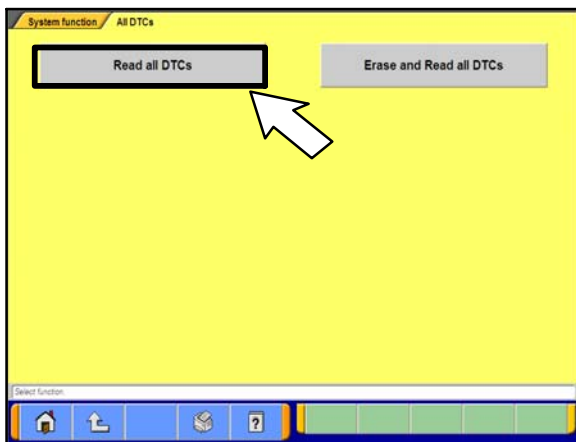 System function All DTCs
Read all DTCs Erase and Read all DTCs
Select function.
?